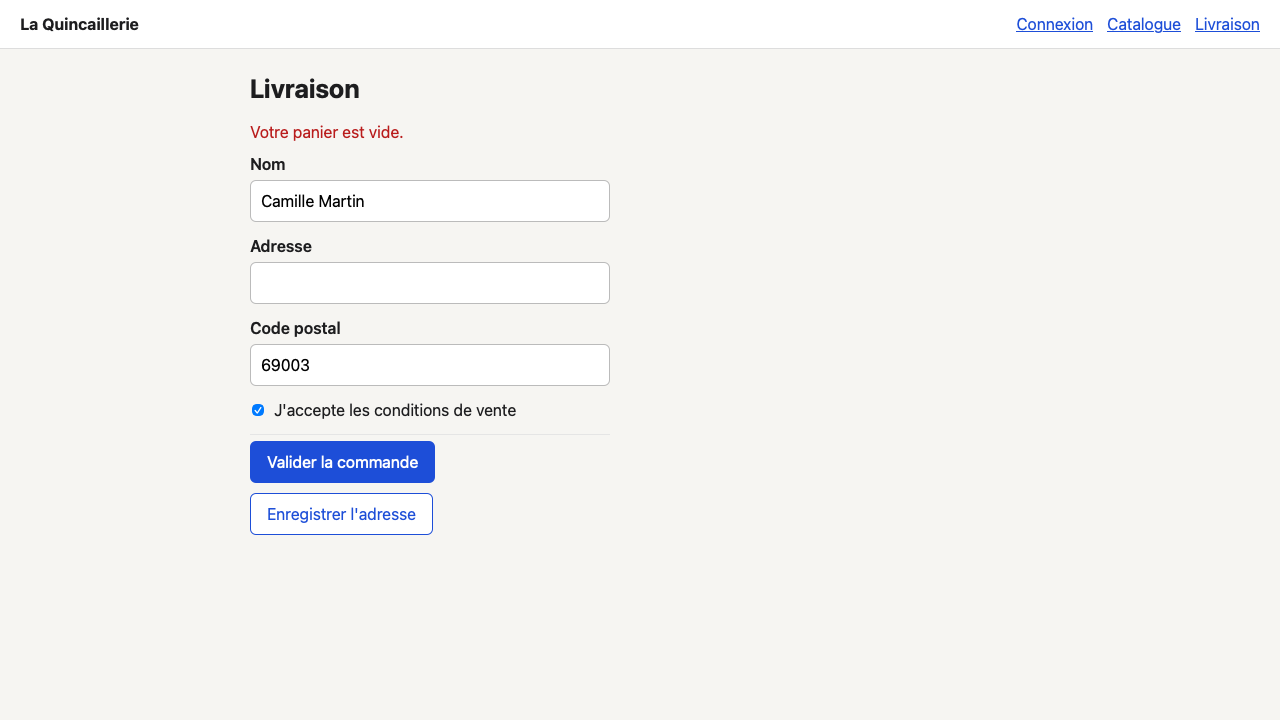 La Quincaillerie
Connexion Catalogue Livraison
Livraison
Votre panier est vide.
Nom
Camille Martin
Adresse
Code postal
69003
J'accepte les conditions de vente
Valider la commande
Enregistrer l'adresse